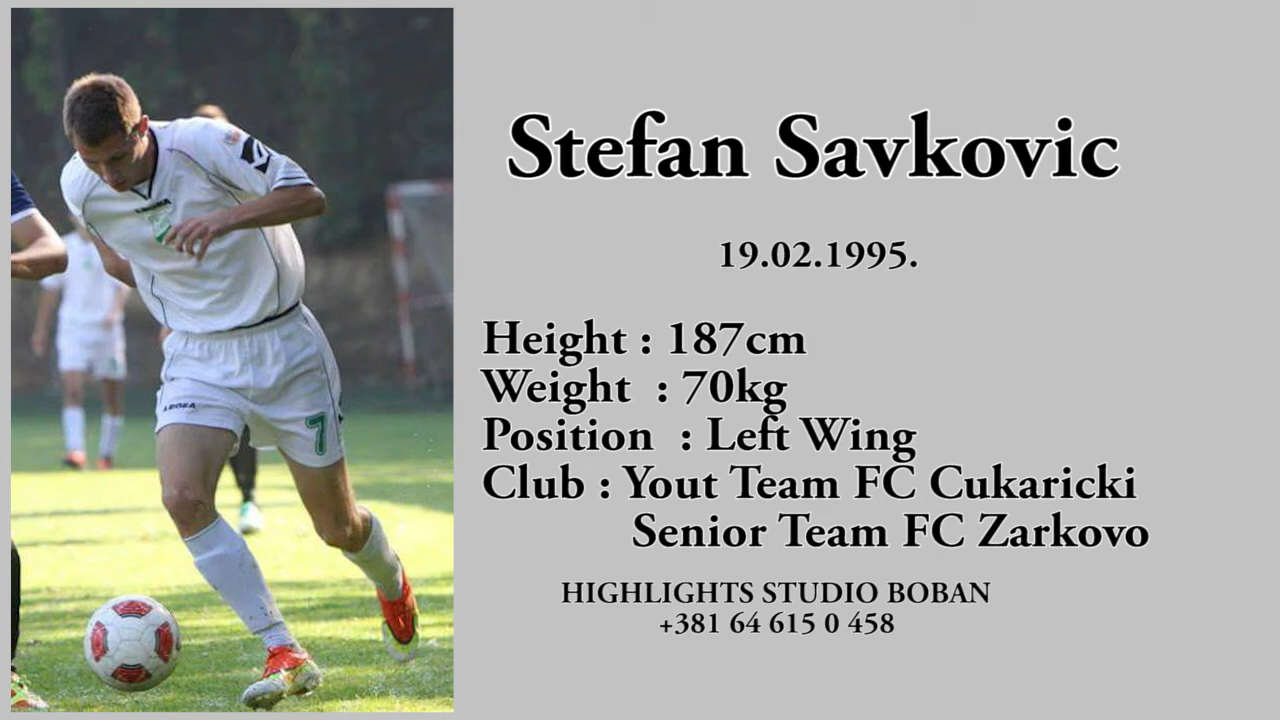 Stefan Savkovic
19.02.1995.
Height : 187cm
Weight : 70kg
Position : Left Wing
Club : Yout Team FC Cukaricki
Senior Team FC Zarkovo
HIGHLIGHTS STUDIO BOBAN
+381 64 615 0 458
7